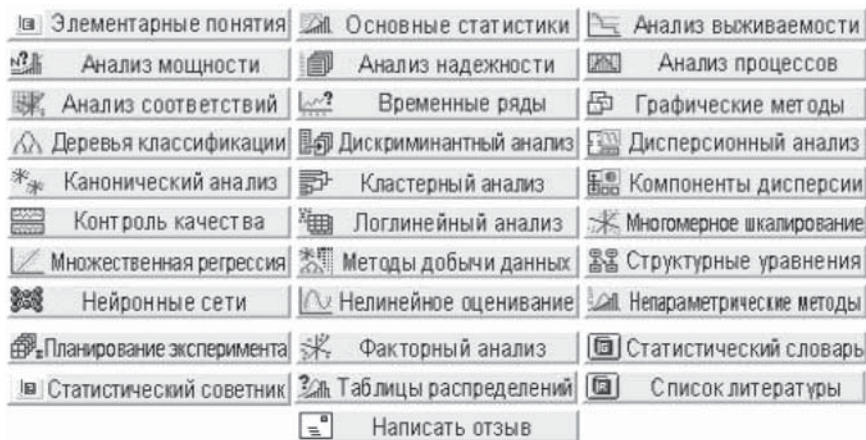 Элементарные понятия Основные статистики Анализ выживаемости
Анализ мощности Анализ надежности Анализ процессов
Анализ соответствий Временные ряды Графические методы
Деревья классификации Дискриминантный анализ Дисперсионный анализ
Канонический анализ Кластерный анализ Компоненты дисперсии
Контроль качества Логлинейный анализ Многомерное шкалирование
Множественная регрессия Методы добычи данных Структурные уравнения
Нейронные сети Нелинейное оценивание Непараметрические методы
Планирование эксперимента Факторный анализ Статистический словарь
Статистический советник Таблицы распределений Список литературы
Написать отзыв